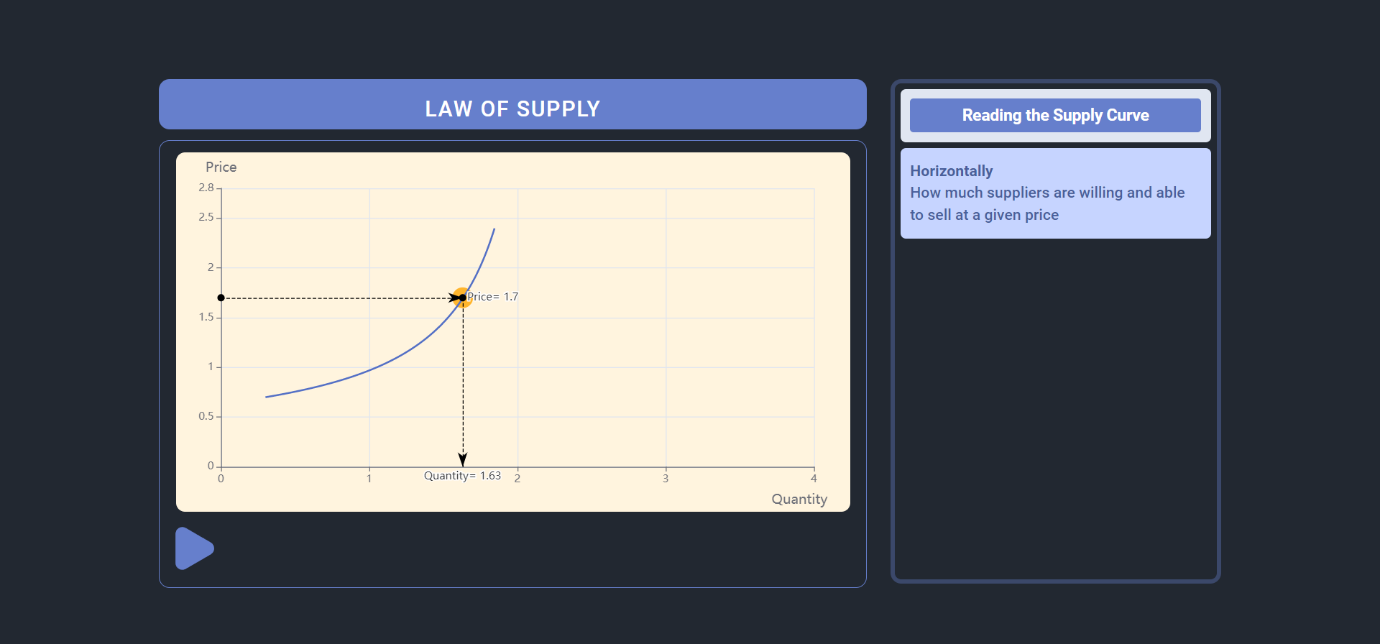 LAW OF SUPPLY
Price
2.8
2.5
2
1.5
1
0.5
0
Price= 1.7
Quantity= 1.63
0
1
2
3
4
Quantity
Reading the Supply Curve
Horizontally
How much suppliers are willing and able
to sell at a given price